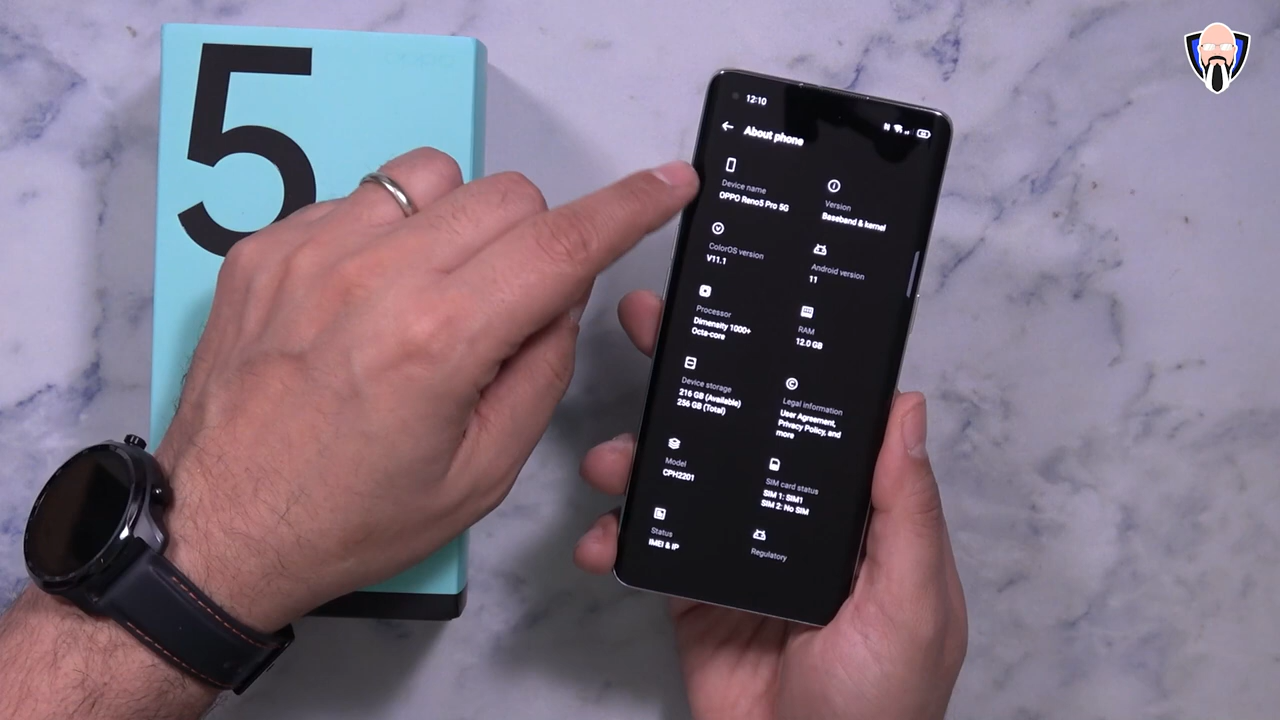 5
12:10
About phone
Device name
OPPO Reno5 Pro 5G
Version
Baseband & kernel
ColorOS version
V11.1
Android version
11
Processor
Dimensity 1000+
Octa-core
RAM
12.0 GB
Device storage
216 GB (Available)
256 GB (Total)
Legal information
User Agreement,
Privacy Policy, and
more
Model
CPH2201
SIM card status
SIM 1: SIM1
SIM 2: No SIM
Status
IMEI & IP
Regulatory